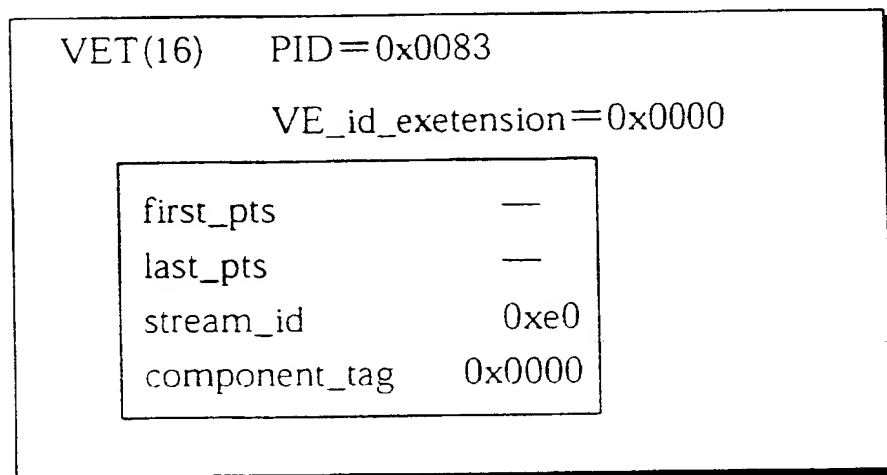 VET(16) PID=0x0083
VE_id_exetension=0x0000
first_pts —
last_pts —
stream_id 0xe0
component_tag 0x0000